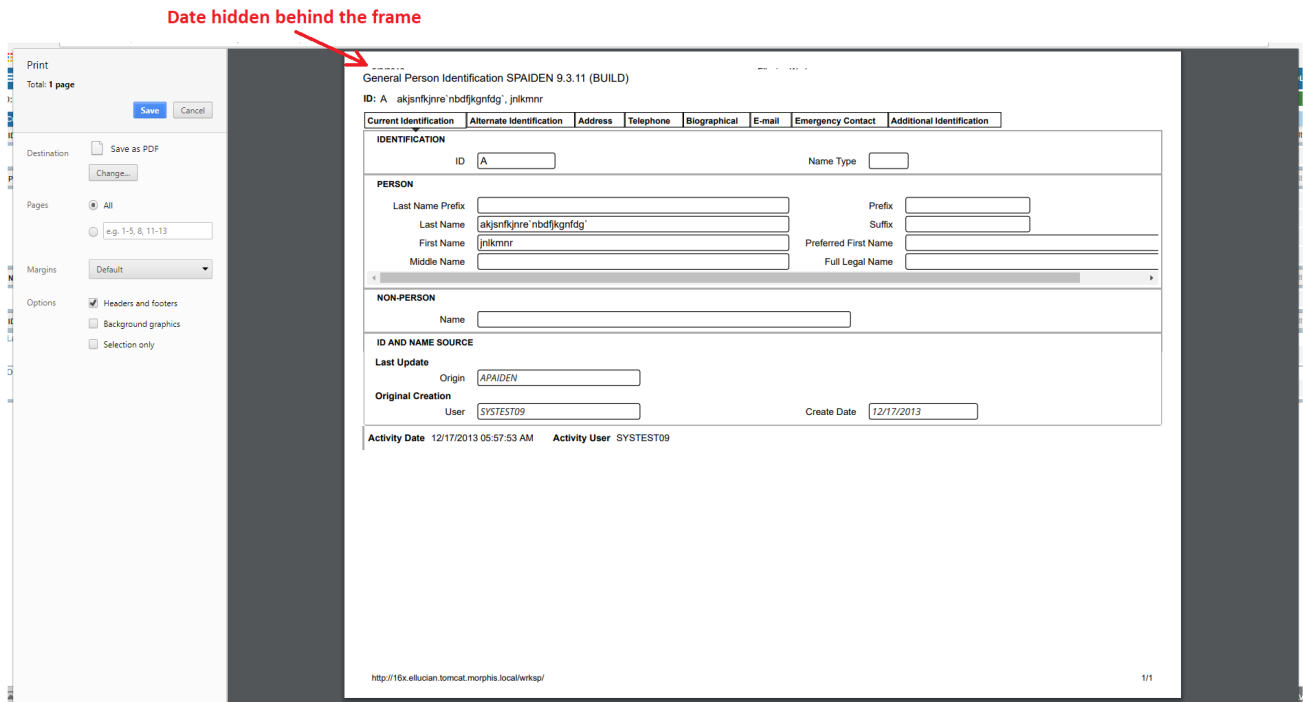 Date hidden behind the frame
Print
Total: 1 page
Save Cancel
Destination Save as PDF
Change...
Pages All
e.g. 1-5, 8, 11-13
Margins Default
Options Headers and footers
Background graphics
Selection only
General Person Identification SPAIDEN 9.3.11 (BUILD)
ID: A akjsnfkjnre`nbdfjkgnfdg`, jnlkmnr
Current Identification Alternate Identification Address Telephone Biographical E-mail Emergency Contact Additional Identification
IDENTIFICATION
ID A Name Type
PERSON
Last Name Prefix Prefix
Last Name akjsnfkjnre`nbdfjkgnfdg` Suffix
First Name jnlkmnr Preferred First Name
Middle Name Full Legal Name
NON-PERSON
Name
ID AND NAME SOURCE
Last Update
Origin APAIDEN
Original Creation
User SYSTEST09 Create Date 12/17/2013
Activity Date 12/17/2013 05:57:53 AM Activity User SYSTEST09
http://16x.ellucian.tomcat.morphis.local/wrksp/ 1/1